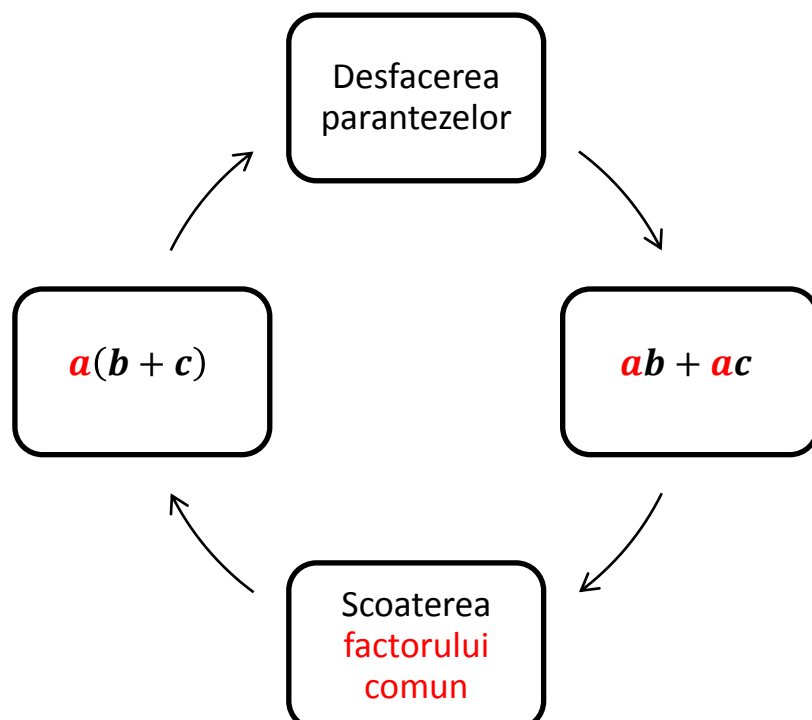 Desfacerea
parantezelor
a(b + c)
ab + ac
Scoaterea
factorului
comun